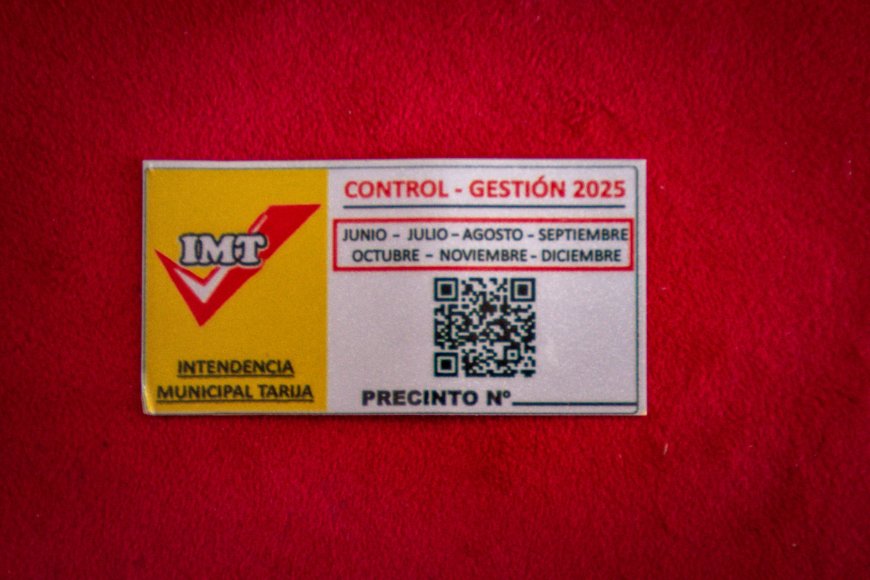 IMT
INTENDENCIA
MUNICIPAL TARIJA
CONTROL - GESTIÓN 2025
JUNIO - JULIO - AGOSTO - SEPTIEMBRE
OCTUBRE - NOVIEMBRE - DICIEMBRE
PRECINTO Nº